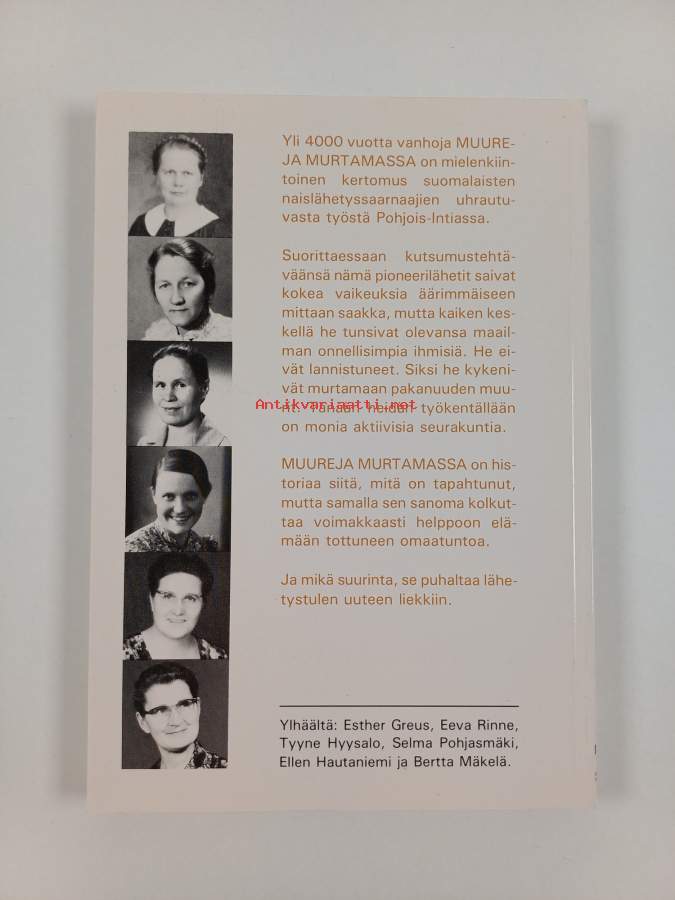 Yli 4000 vuotta vanhoja MUURE-
JA MURTAMASSA on mielenkiin-
toinen kertomus suomalaisten
naislähetyssaarnaajien uhrautu-
vasta työstä Pohjois-Intiassa.
Suorittaessaan kutsumustehtä-
väänsä nämä pioneerilähetit saivat
kokea vaikeuksia äärimmäiseen
mittaan saakka, mutta kaiken kes-
kellä he tunsivat olevansa maail-
man onnellisimpia ihmisiä. He ei-
vät lannistuneet. Siksi he kykeni-
vät murtamaan pakanuuden muu-
Antikvariaatti.net
rit. Tänään heidän työkentällään
on monia aktiivisia seurakuntia.
MUUREJA MURTAMASSA on his-
toriaa siitä, mitä on tapahtunut,
mutta samalla sen sanoma kolkut-
taa voimakkaasti helppoon elä-
mään tottuneen omaatuntoa.
Ja mikä suurinta, se puhaltaa lähe-
tystulen uuteen liekkiin.
Ylhäältä: Esther Greus, Eeva Rinne,
Tyyne Hyysalo, Selma Pohjasmäki,
Ellen Hautaniemi ja Bertta Mäkelä.